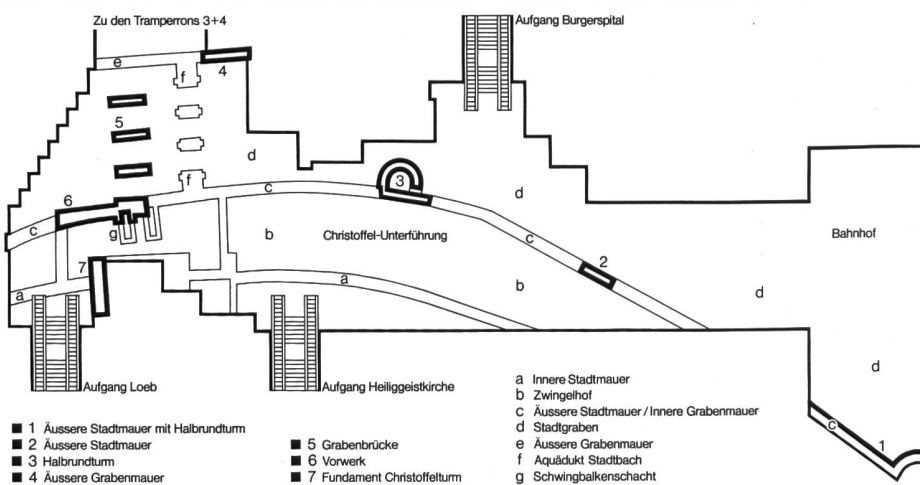 Zu den Tramperrons 3+4
Aufgang Burgerspital
e
4
f
5
d
f
c
3
d
6
c
g
b
Christoffel-Unterführung
c
Bahnhof
7
2
a
a
b
d
Aufgang Loeb
Aufgang Heiliggeistkirche
d
c
1
1 Äussere Stadtmauer mit Halbrundturm
2 Äussere Stadtmauer
3 Halbrundturm
4 Äussere Grabenmauer
5 Grabenbrücke
6 Vorwerk
7 Fundament Christoffelturm
a Innere Stadtmauer
b Zwingelhof
c Äussere Stadtmauer / Innere Grabenmauer
d Stadtgraben
e Äussere Grabenmauer
f Aquädukt Stadtbach
g Schwingbalkenschacht